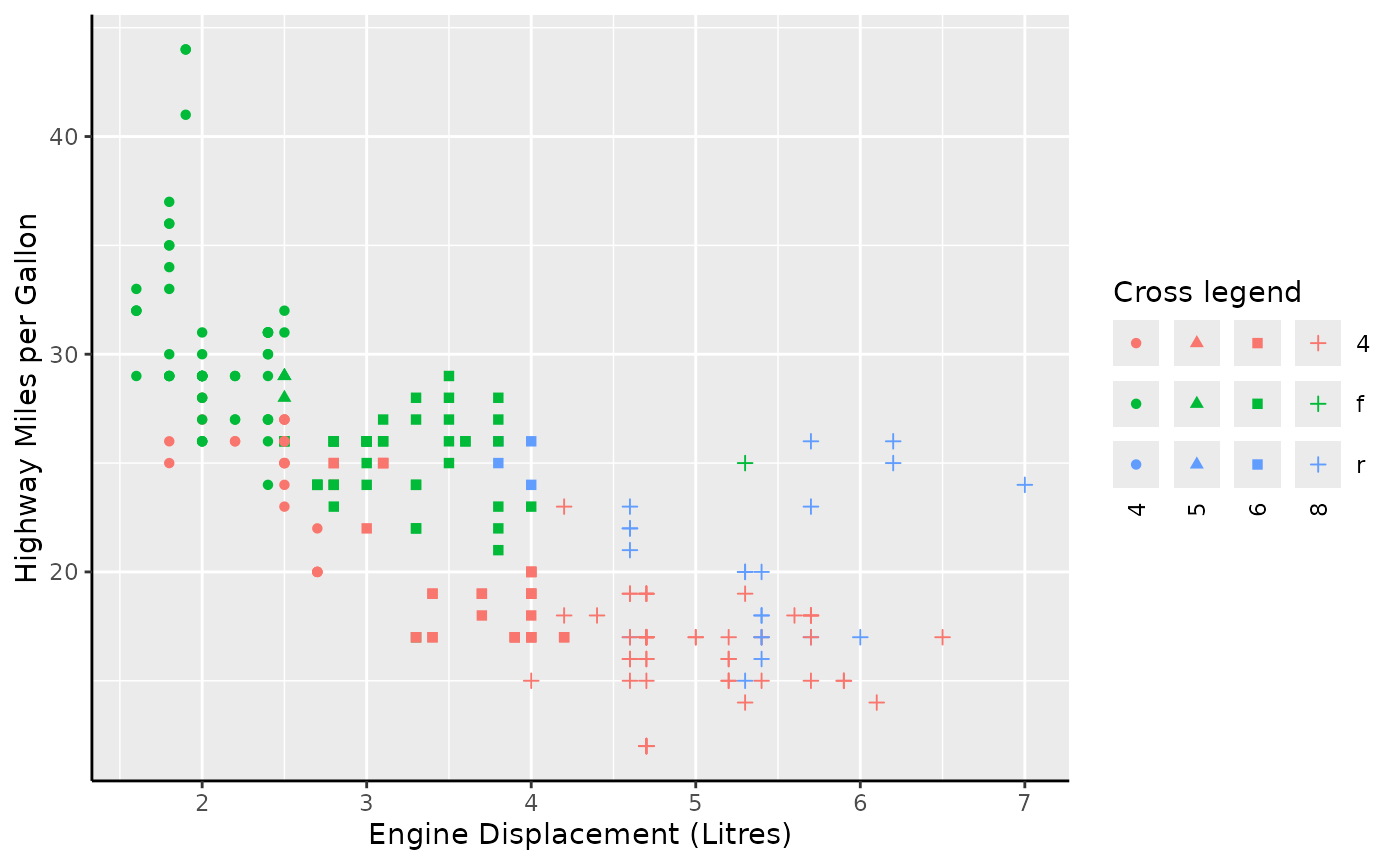 Highway Miles per Gallon
40
30
20
2 3 4 5 6 7
Engine Displacement (Litres)
Cross legend
4
f
r
4 5 6 8